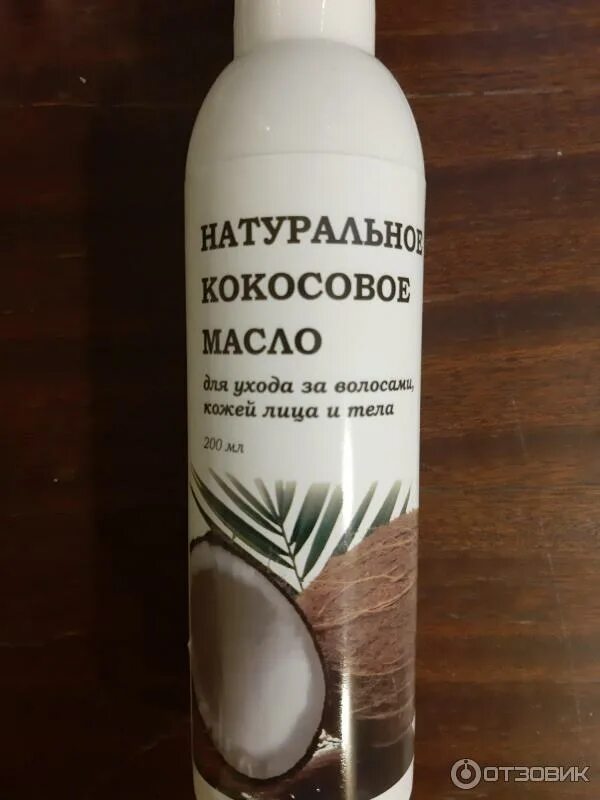 НАТУРАЛЬНОЕ
КОКОСОВОЕ
МАСЛО
для ухода за волосами,
кожей лица и тела
200 мл
ОТЗОВИК